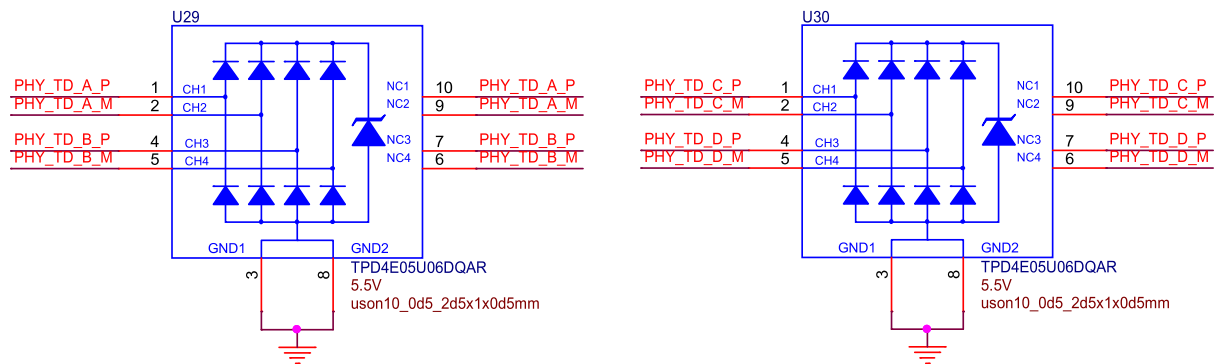 U29
PHY_TD_A_P 1 CH1 NC1 10 PHY_TD_A_P
PHY_TD_A_M 2 CH2 NC2 9 PHY_TD_A_M
PHY_TD_B_P 4 CH3 NC3 7 PHY_TD_B_P
PHY_TD_B_M 5 CH4 NC4 6 PHY_TD_B_M
GND1 GND2
3 8
TPD4E05U06DQAR
5.5V
uson10_0d5_2d5x1x0d5mm
U30
PHY_TD_C_P 1 CH1 NC1 10 PHY_TD_C_P
PHY_TD_C_M 2 CH2 NC2 9 PHY_TD_C_M
PHY_TD_D_P 4 CH3 NC3 7 PHY_TD_D_P
PHY_TD_D_M 5 CH4 NC4 6 PHY_TD_D_M
GND1 GND2
3 8
TPD4E05U06DQAR
5.5V
uson10_0d5_2d5x1x0d5mm